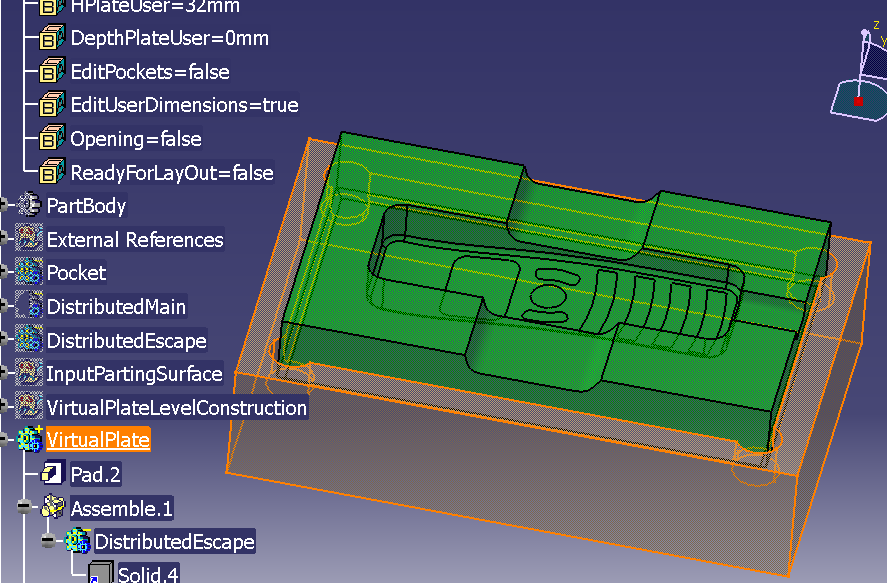 HPlateUser=32mm
DepthPlateUser=0mm
EditPockets=false
EditUserDimensions=true
Opening=false
ReadyForLayOut=false
PartBody
External References
Pocket
DistributedMain
DistributedEscape
InputPartingSurface
VirtualPlateLevelConstruction
VirtualPlate
Pad.2
Assemble.1
DistributedEscape
Solid.4
z
y